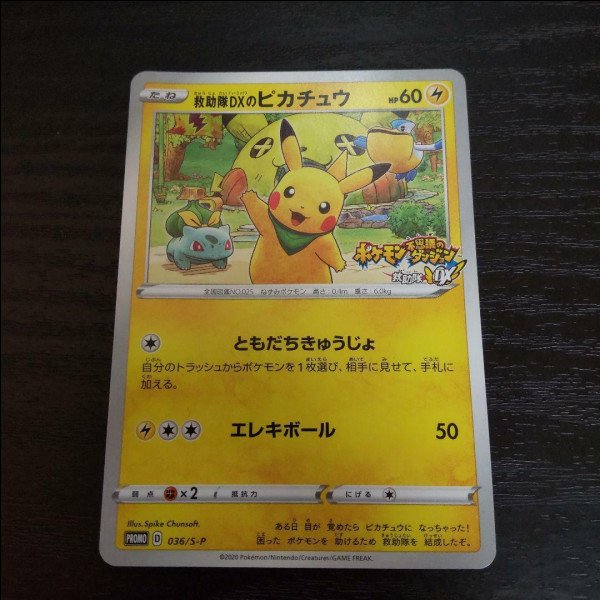 たね 救助隊DXのピカチュウ HP60
ポケモン不思議のダンジョン
救助隊DX
全国図鑑NO.025 ねずみポケモン 高さ:0.4m 重さ:6.0kg
ともだちきゅうじょ
自分のトラッシュからポケモンを1枚選び、相手に見せて、手札に
加える。
エレキボール 50
弱点 ×2 抵抗力 にげる
Illus.Spike Chunsoft.
PROMO D 036/S-P
ある日 目が 覚めたら ピカチュウに なっちゃった!
困った ポケモンを 助けるため 救助隊を 結成したぞ。
©2020 Pokémon/Nintendo/Creatures/GAME FREAK.